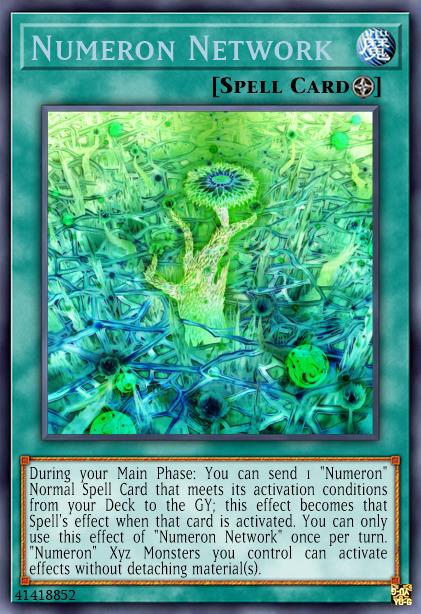 Numeron Network
魔
[Spell Card]
During your Main Phase: You can send 1 "Numeron"
Normal Spell Card that meets its activation conditions
from your Deck to the GY; this effect becomes that
Spell's effect when that card is activated. You can only
use this effect of "Numeron Network" once per turn.
"Numeron" Xyz Monsters you control can activate
effects without detaching material(s).
41418852